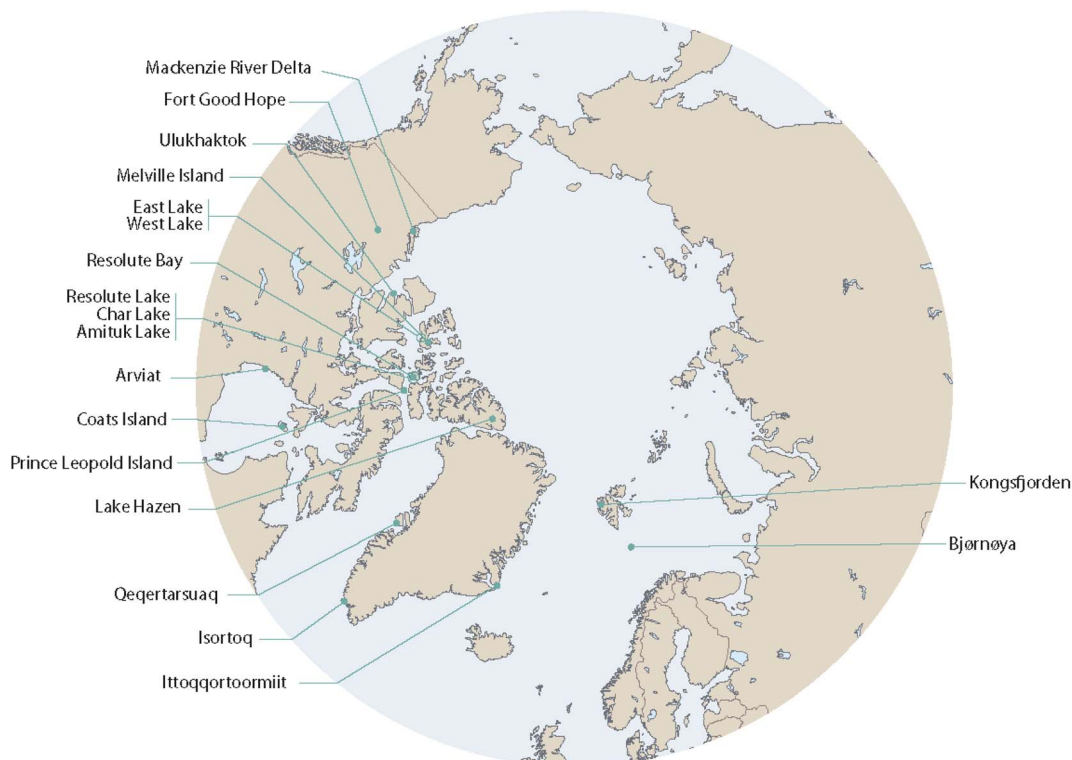 Mackenzie River Delta
Fort Good Hope
Ulukhaktok
Melville Island
East Lake
West Lake
Resolute Bay
Resolute Lake
Char Lake
Amituk Lake
Arviat
Coats Island
Prince Leopold Island
Lake Hazen
Kongsfjorden
Bjørnøya
Qeqertarsuaq
Isortoq
Ittoqqortoormiit